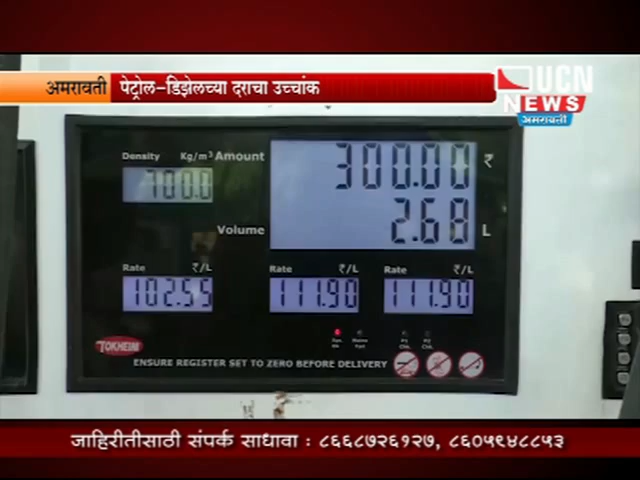 अमरावती पेट्रोल-डिझेलच्या दराचा उच्चांक
UCN
NEWS
अमरावती
Density Kg/m³ Amount 300.00 ₹
700.0
Volume 2.68 L
Rate ₹/L Rate ₹/L Rate ₹/L
102.55 111.90 111.90
TOKHEIM
ENSURE REGISTER SET TO ZERO BEFORE DELIVERY
जाहिरीतीसाठी संपर्क साधावा : ८६६८७२६१२७, ८६०५९४८८५३